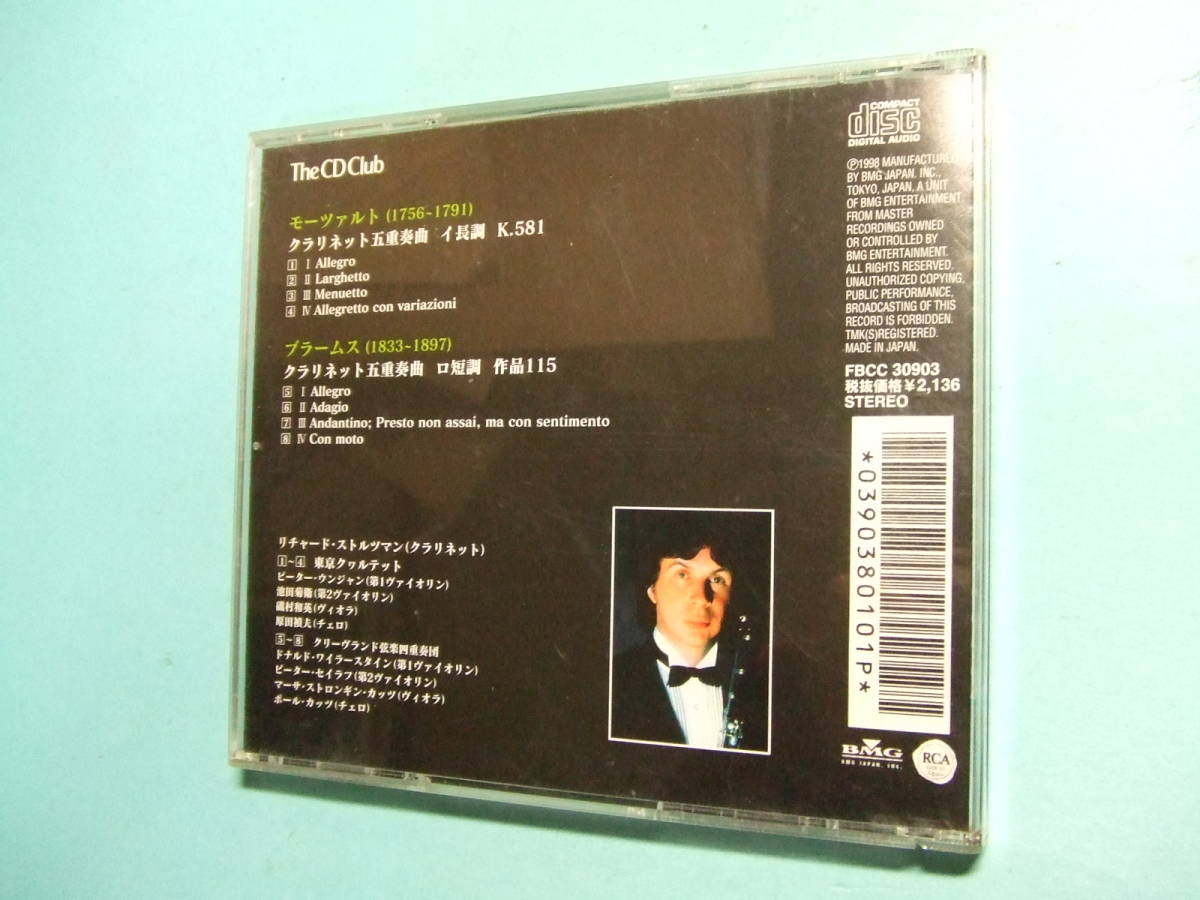 The CD Club
モーツァルト (1756~1791)
クラリネット五重奏曲 イ長調 K.581
1 Ⅰ Allegro
2 Ⅱ Larghetto
3 Ⅲ Menuetto
4 Ⅳ Allegretto con variazioni
ブラームス (1833~1897)
クラリネット五重奏曲 ロ短調 作品115
5 Ⅰ Allegro
6 Ⅱ Adagio
7 Ⅲ Andantino; Presto non assai, ma con sentimento
8 Ⅳ Con moto
リチャード・ストルツマン(クラリネット)
1~4 東京クヮルテット
ピーター・ウンジャン(第1ヴァイオリン)
池田菊衛(第2ヴァイオリン)
磯村和英(ヴィオラ)
原田禎夫(チェロ)
5~8 クリーヴランド弦楽四重奏団
ドナルド・ワイラースタイン(第1ヴァイオリン)
ピーター・セイラフ(第2ヴァイオリン)
マーサ・ストロンギン・カッツ(ヴィオラ)
ポール・カッツ(チェロ)
COMPACT
disc
DIGITAL AUDIO
Ⓟ1998 MANUFACTURED
BY BMG JAPAN. INC.,
TOKYO, JAPAN, A UNIT
OF BMG ENTERTAINMENT
FROM MASTER
RECORDINGS OWNED
OR CONTROLLED BY
BMG ENTERTAINMENT.
ALL RIGHTS RESERVED.
UNAUTHORIZED COPYING,
PUBLIC PERFORMANCE,
BROADCASTING OF THIS
RECORD IS FORBIDDEN.
TMK(S)REGISTERED.
MADE IN JAPAN.
FBCC 30903
税抜価格¥2,136
STEREO
*0390380101P*
BMG
BMG JAPAN, INC.
RCA